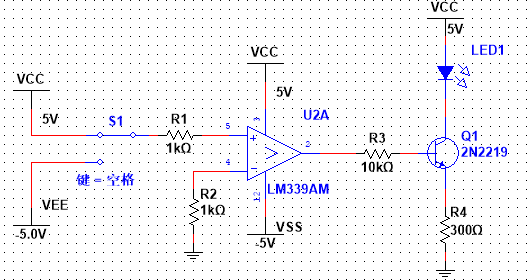 VCC
5V
LED1
VCC
5V
U2A
VCC
5V
S1
R1
1kΩ
3
5
4
2
12
LM339AM
R3
10kΩ
Q1
2N2219
键 = 空格
VEE
-5.0V
R2
1kΩ
VSS
-5V
R4
300Ω